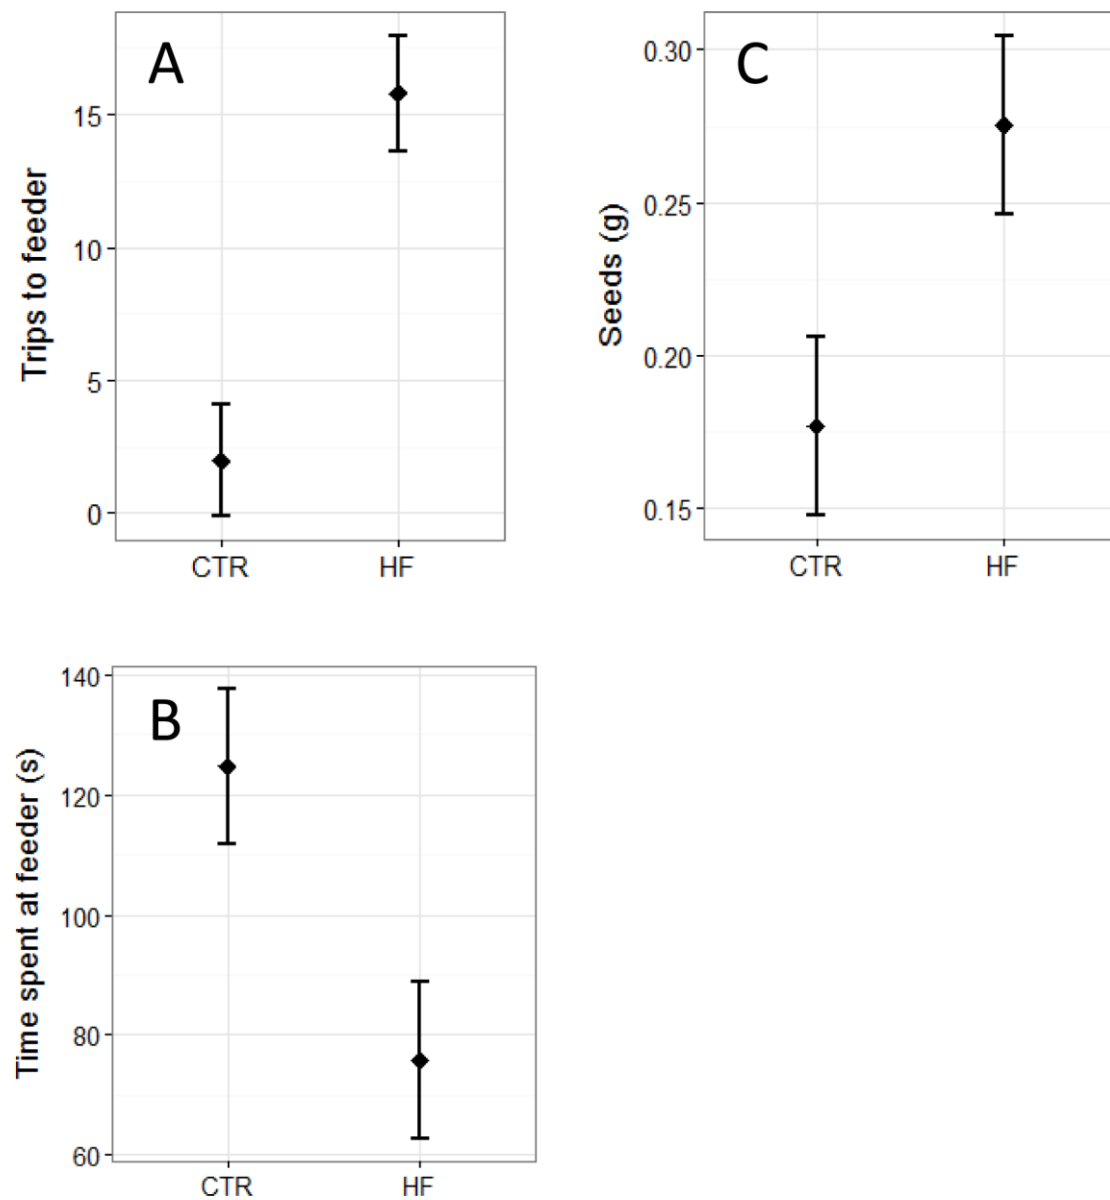 A
Trips to feeder
15
10
5
0
CTR HF
C
Seeds (g)
0.30
0.25
0.20
0.15
CTR HF
B
Time spent at feeder (s)
140
120
100
80
60
CTR HF